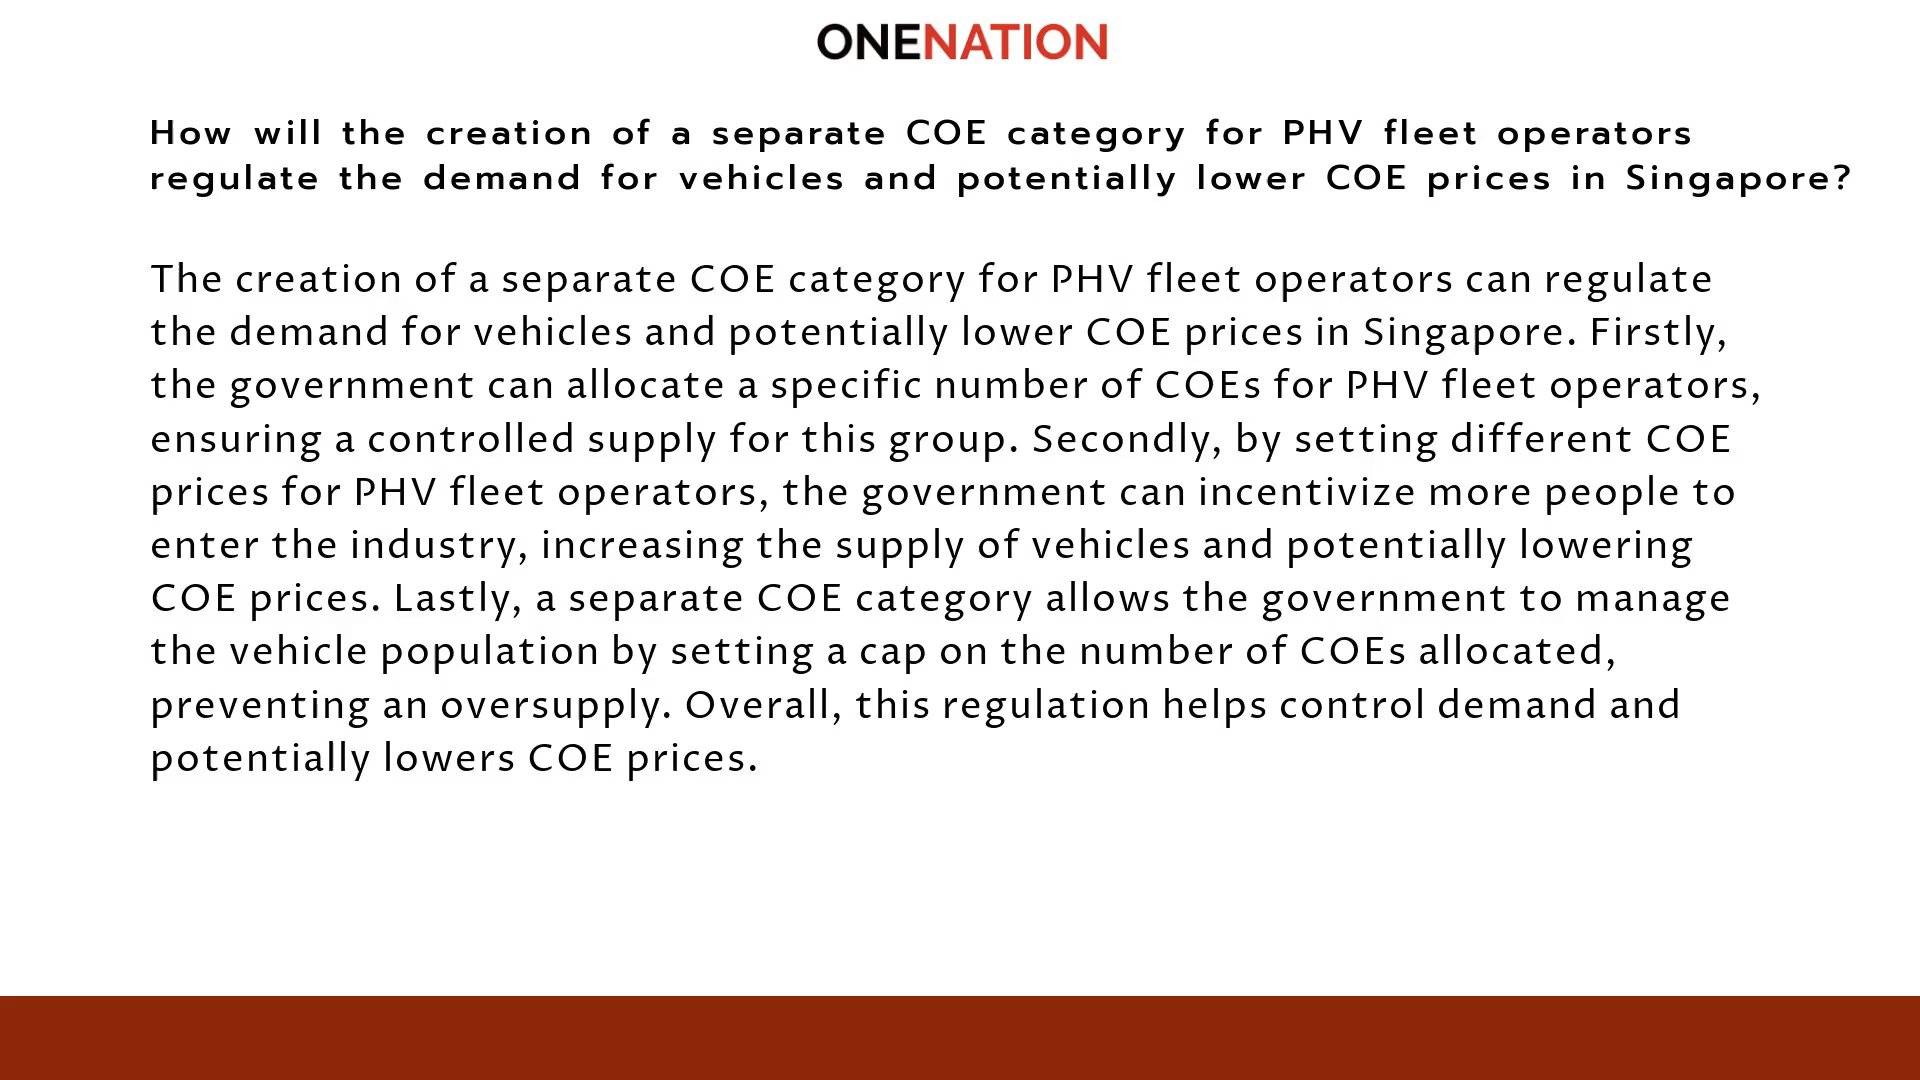 ONENATION
How will the creation of a separate COE category for PHV fleet operators
regulate the demand for vehicles and potentially lower COE prices in Singapore?
The creation of a separate COE category for PHV fleet operators can regulate
the demand for vehicles and potentially lower COE prices in Singapore. Firstly,
the government can allocate a specific number of COEs for PHV fleet operators,
ensuring a controlled supply for this group. Secondly, by setting different COE
prices for PHV fleet operators, the government can incentivize more people to
enter the industry, increasing the supply of vehicles and potentially lowering
COE prices. Lastly, a separate COE category allows the government to manage
the vehicle population by setting a cap on the number of COEs allocated,
preventing an oversupply. Overall, this regulation helps control demand and
potentially lowers COE prices.